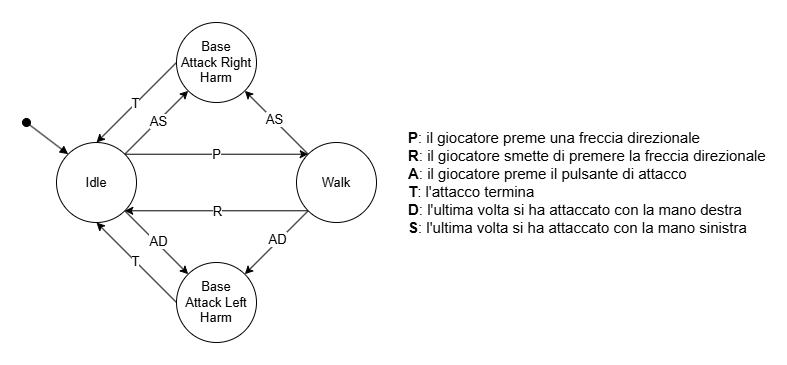 Base
Attack Right
Harm
T
AS
AS
P
Idle
Walk
R
AD
AD
T
Base
Attack Left
Harm
P: il giocatore preme una freccia direzionale
R: il giocatore smette di premere la freccia direzionale
A: il giocatore preme il pulsante di attacco
T: l'attacco termina
D: l'ultima volta si ha attaccato con la mano destra
S: l'ultima volta si ha attaccato con la mano sinistra